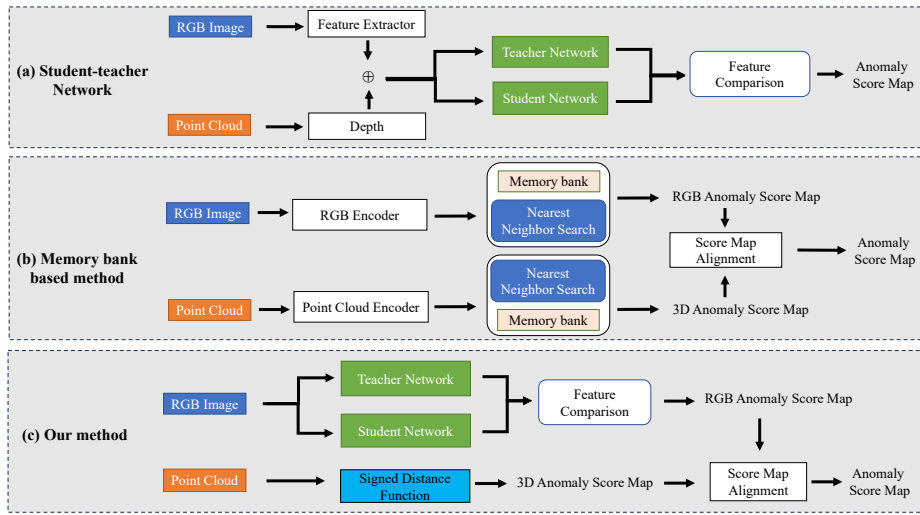 (a) Student-teacher
Network
RGB Image
Feature Extractor
⊕
Point Cloud
Depth
Teacher Network
Student Network
Feature
Comparison
Anomaly
Score Map
(b) Memory bank
based method
RGB Image
RGB Encoder
Memory bank
Nearest
Neighbor Search
RGB Anomaly Score Map
Point Cloud
Point Cloud Encoder
Nearest
Neighbor Search
Memory bank
3D Anomaly Score Map
Score Map
Alignment
Anomaly
Score Map
(c) Our method
RGB Image
Teacher Network
Student Network
Feature
Comparison
RGB Anomaly Score Map
Point Cloud
Signed Distance
Function
3D Anomaly Score Map
Score Map
Alignment
Anomaly
Score Map